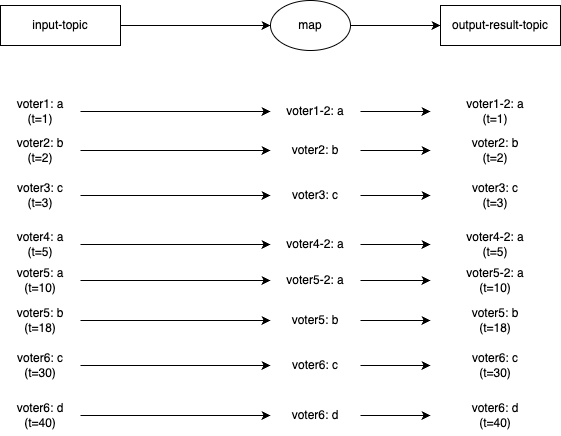 input-topic
map
output-result-topic
voter1: a
(t=1)
voter1-2: a
voter1-2: a
(t=1)
voter2: b
(t=2)
voter2: b
voter2: b
(t=2)
voter3: c
(t=3)
voter3: c
voter3: c
(t=3)
voter4: a
(t=5)
voter4-2: a
voter4-2: a
(t=5)
voter5: a
(t=10)
voter5-2: a
voter5-2: a
(t=10)
voter5: b
(t=18)
voter5: b
voter5: b
(t=18)
voter6: c
(t=30)
voter6: c
voter6: c
(t=30)
voter6: d
(t=40)
voter6: d
voter6: d
(t=40)